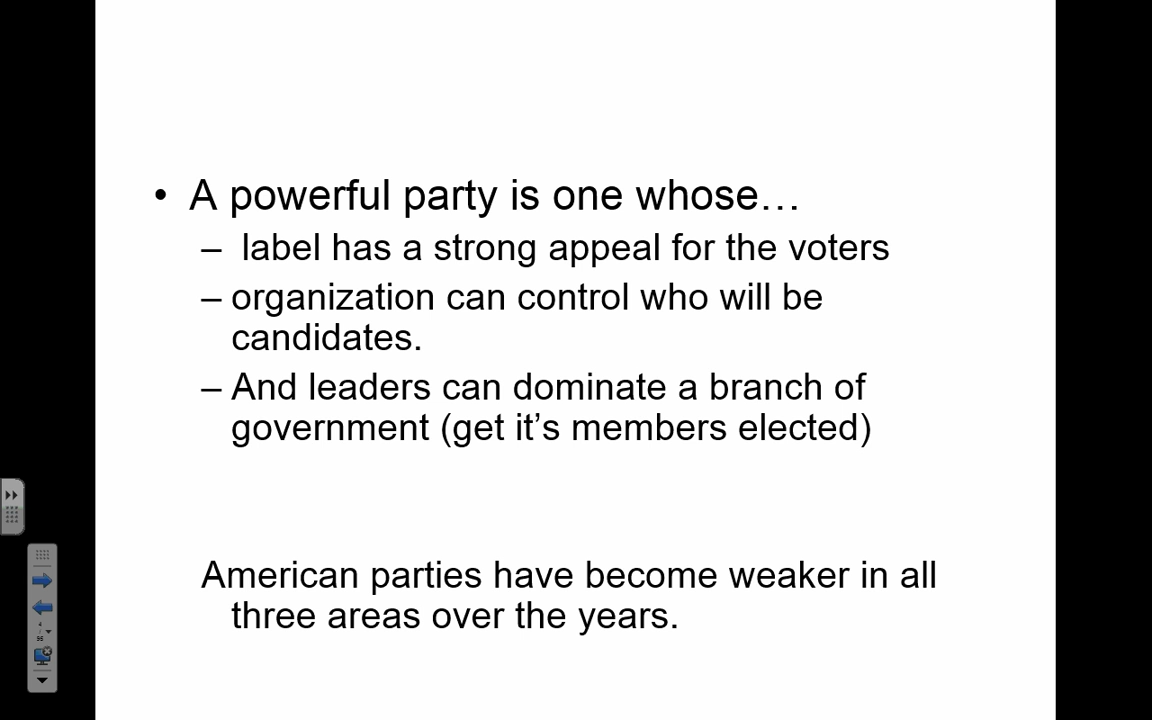 • A powerful party is one whose…
– label has a strong appeal for the voters
– organization can control who will be
candidates.
– And leaders can dominate a branch of
government (get it’s members elected)
American parties have become weaker in all
three areas over the years.
4
/
35